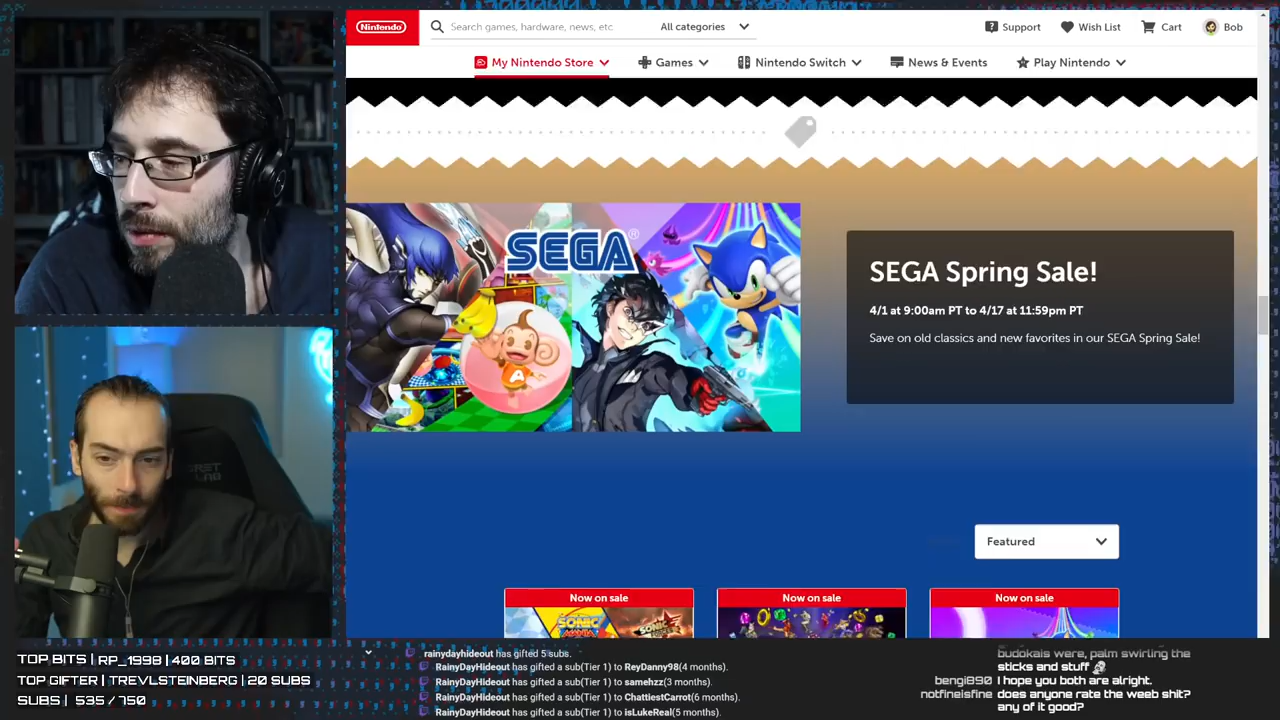 Nintendo
Search games, hardware, news, etc
All categories
Support
Wish List
Cart
Bob
My Nintendo Store
Games
Nintendo Switch
News & Events
Play Nintendo
SEGA
SEGA Spring Sale!
4/1 at 9:00am PT to 4/17 at 11:59pm PT
Save on old classics and new favorites in our SEGA Spring Sale!
Featured
Now on sale
Now on sale
Now on sale
SONIC MANIA
SONIC
TOP BITS | RP_1998 | 400 BITS
TOP GIFTER | TREVLSTEINBERG | 20 SUBS
SUBS | 535 / 750
rainydayhideout has gifted 5 subs.
RainyDayHideout has gifted a sub(Tier 1) to ReyDanny98(4 months).
RainyDayHideout has gifted a sub(Tier 1) to samehzz(3 months).
RainyDayHideout has gifted a sub(Tier 1) to ChattiestCarrot(6 months).
RainyDayHideout has gifted a sub(Tier 1) to isLukeReal(5 months).
budokais were, palm swirling the
sticks and stuff
bengi890 I hope you both are alright.
notfineisfine does anyone rate the weeb shit?
any of it good?